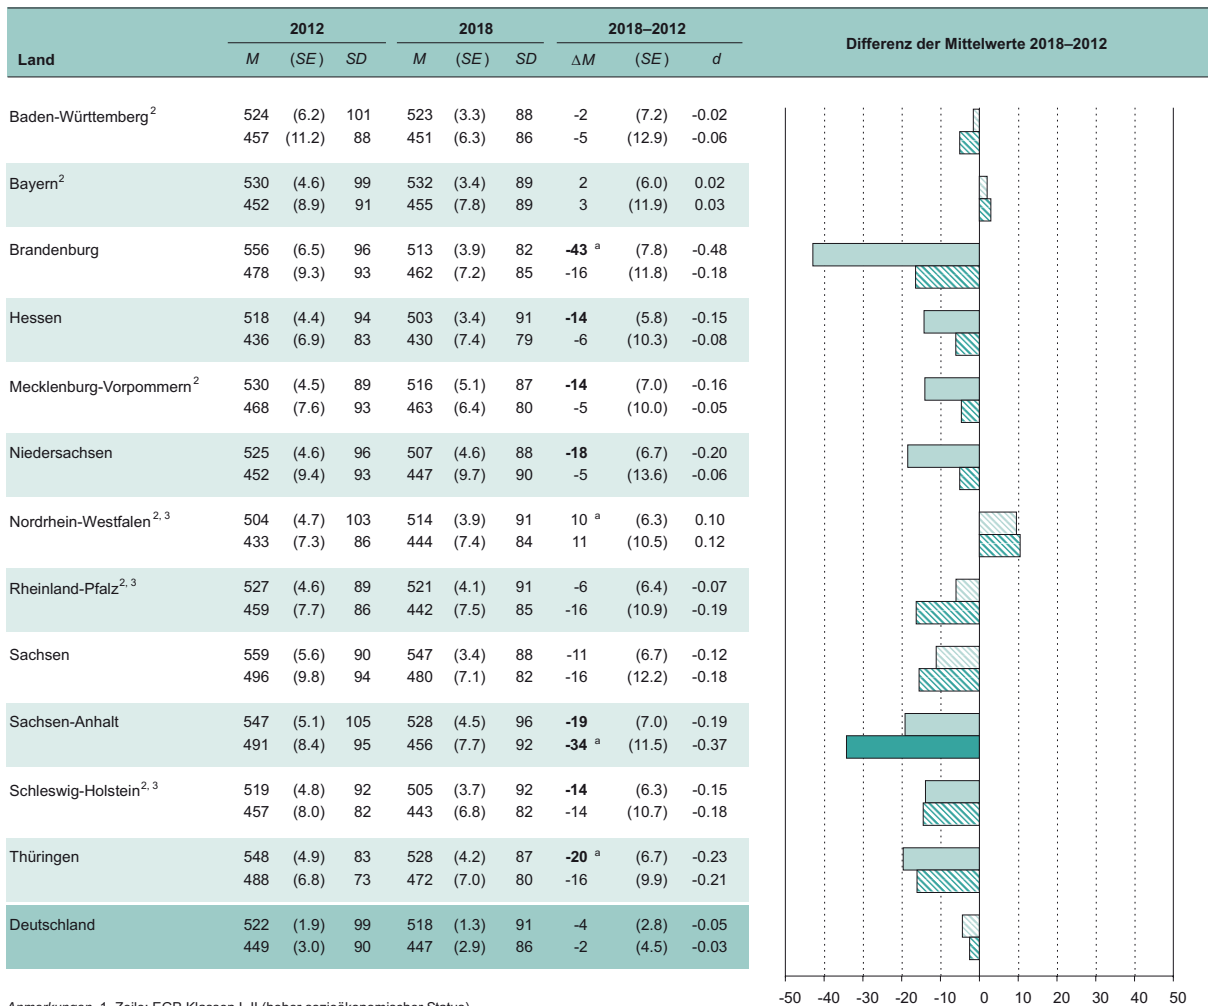 2012 2018 2018–2012 Differenz der Mittelwerte 2018–2012
Land M (SE) SD M (SE) SD ΔM (SE) d
Baden-Württemberg² 524 (6.2) 101 523 (3.3) 88 -2 (7.2) -0.02
457 (11.2) 88 451 (6.3) 86 -5 (12.9) -0.06
Bayern² 530 (4.6) 99 532 (3.4) 89 2 (6.0) 0.02
452 (8.9) 91 455 (7.8) 89 3 (11.9) 0.03
Brandenburg 556 (6.5) 96 513 (3.9) 82 -43 ᵃ (7.8) -0.48
478 (9.3) 93 462 (7.2) 85 -16 (11.8) -0.18
Hessen 518 (4.4) 94 503 (3.4) 91 -14 (5.8) -0.15
436 (6.9) 83 430 (7.4) 79 -6 (10.3) -0.08
Mecklenburg-Vorpommern² 530 (4.5) 89 516 (5.1) 87 -14 (7.0) -0.16
468 (7.6) 93 463 (6.4) 80 -5 (10.0) -0.05
Niedersachsen 525 (4.6) 96 507 (4.6) 88 -18 (6.7) -0.20
452 (9.4) 93 447 (9.7) 90 -5 (13.6) -0.06
Nordrhein-Westfalen²,³ 504 (4.7) 103 514 (3.9) 91 10 ᵃ (6.3) 0.10
433 (7.3) 86 444 (7.4) 84 11 (10.5) 0.12
Rheinland-Pfalz²,³ 527 (4.6) 89 521 (4.1) 91 -6 (6.4) -0.07
459 (7.7) 86 442 (7.5) 85 -16 (10.9) -0.19
Sachsen 559 (5.6) 90 547 (3.4) 88 -11 (6.7) -0.12
496 (9.8) 94 480 (7.1) 82 -16 (12.2) -0.18
Sachsen-Anhalt 547 (5.1) 105 528 (4.5) 96 -19 (7.0) -0.19
491 (8.4) 95 456 (7.7) 92 -34 ᵃ (11.5) -0.37
Schleswig-Holstein²,³ 519 (4.8) 92 505 (3.7) 92 -14 (6.3) -0.15
457 (8.0) 82 443 (6.8) 82 -14 (10.7) -0.18
Thüringen 548 (4.9) 83 528 (4.2) 87 -20 ᵃ (6.7) -0.23
488 (6.8) 73 472 (7.0) 80 -16 (9.9) -0.21
Deutschland 522 (1.9) 99 518 (1.3) 91 -4 (2.8) -0.05
449 (3.0) 90 447 (2.9) 86 -2 (4.5) -0.03
-50 -40 -30 -20 -10 0 10 20 30 40 50